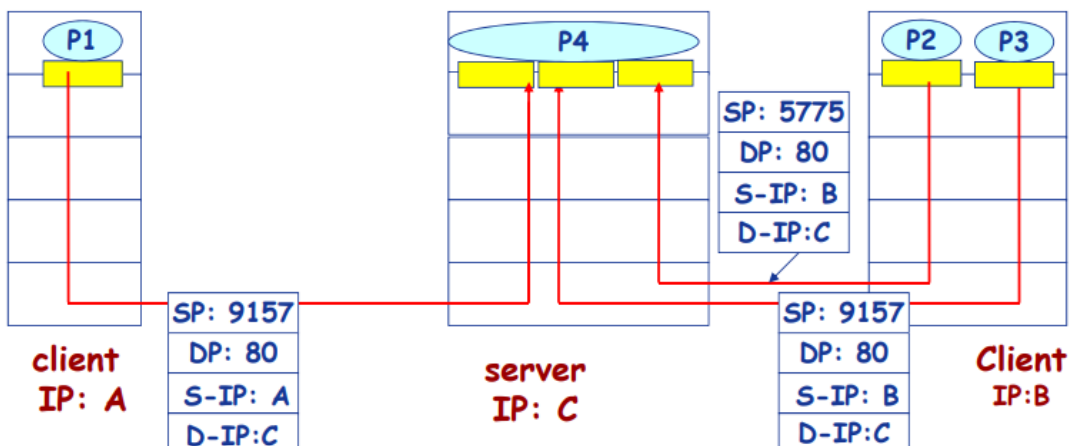 P1
P4
P2
P3
SP: 5775
DP: 80
S-IP: B
D-IP:C
SP: 9157
DP: 80
S-IP: A
D-IP:C
SP: 9157
DP: 80
S-IP: B
D-IP:C
client
IP: A
server
IP: C
Client
IP:B